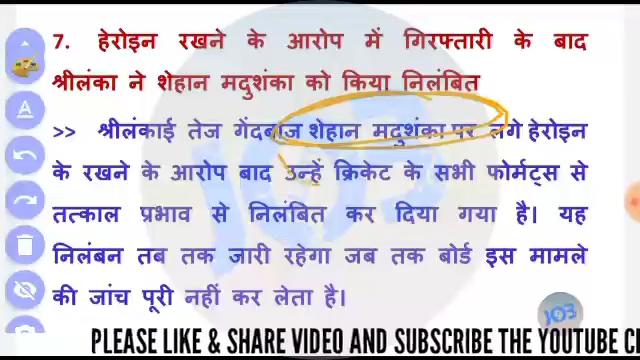 7. हेरोइन रखने के आरोप में गिरफ्तारी के बाद
श्रीलंका ने शेहान मदुशंका को किया निलंबित
>> श्रीलंकाई तेज गेंदबाज शेहान मदुशंका पर लगे हेरोइन
के रखने के आरोप बाद उन्हें क्रिकेट के सभी फोर्मट्स से
तत्काल प्रभाव से निलंबित कर दिया गया है। यह
निलंबन तब तक जारी रहेगा जब तक बोर्ड इस मामले
की जांच पूरी नहीं कर लेता है।
PLEASE LIKE & SHARE VIDEO AND SUBSCRIBE THE YOUTUBE